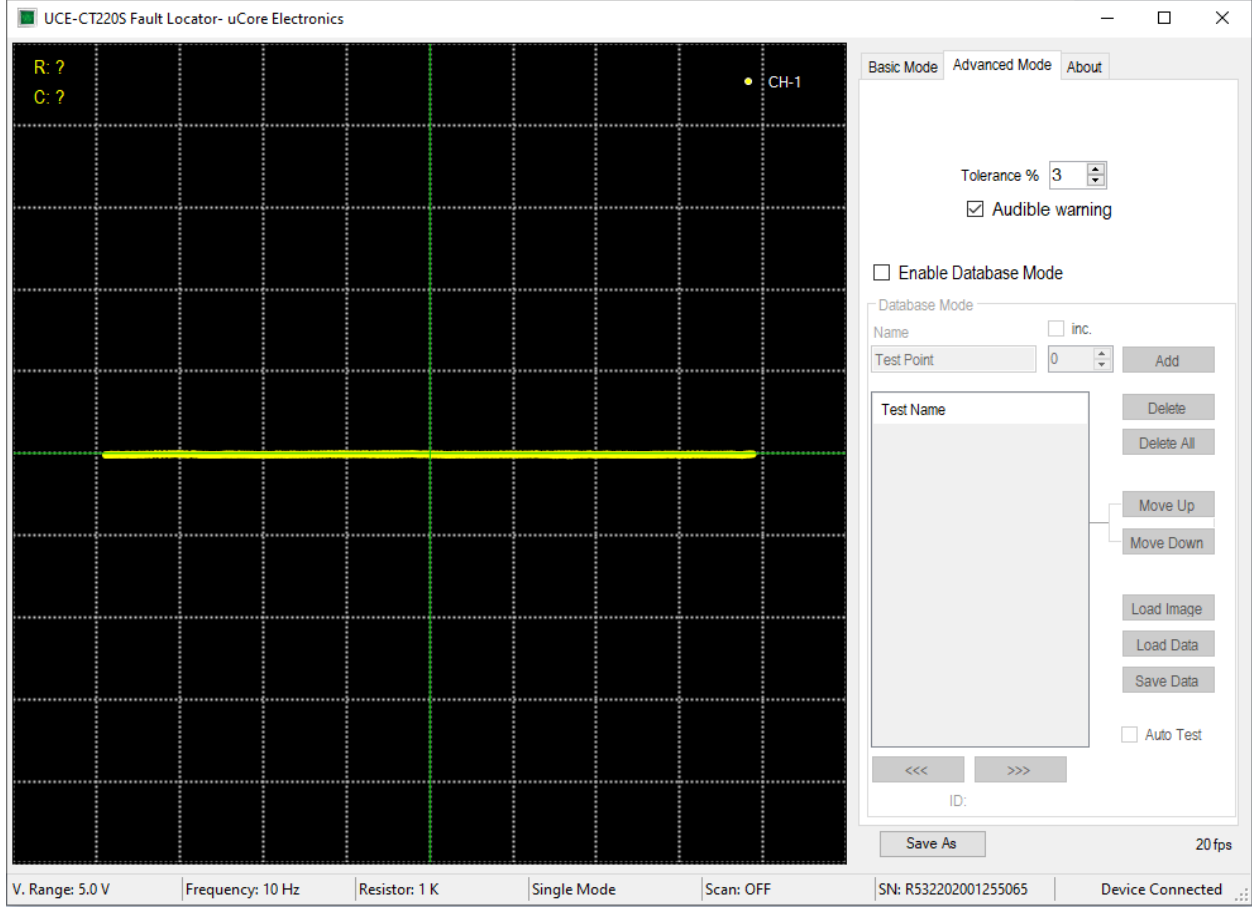 UCE-CT220S Fault Locator- uCore Electronics
R: ?
C: ?
CH-1
Basic Mode
Advanced Mode
About
Tolerance % 3
Audible warning
Enable Database Mode
Database Mode
Name
inc.
Test Point
0
Add
Test Name
Delete
Delete All
Move Up
Move Down
Load Image
Load Data
Save Data
Auto Test
<<<
>>>
ID:
Save As
20 fps
V. Range: 5.0 V
Frequency: 10 Hz
Resistor: 1 K
Single Mode
Scan: OFF
SN: R532202001255065
Device Connected